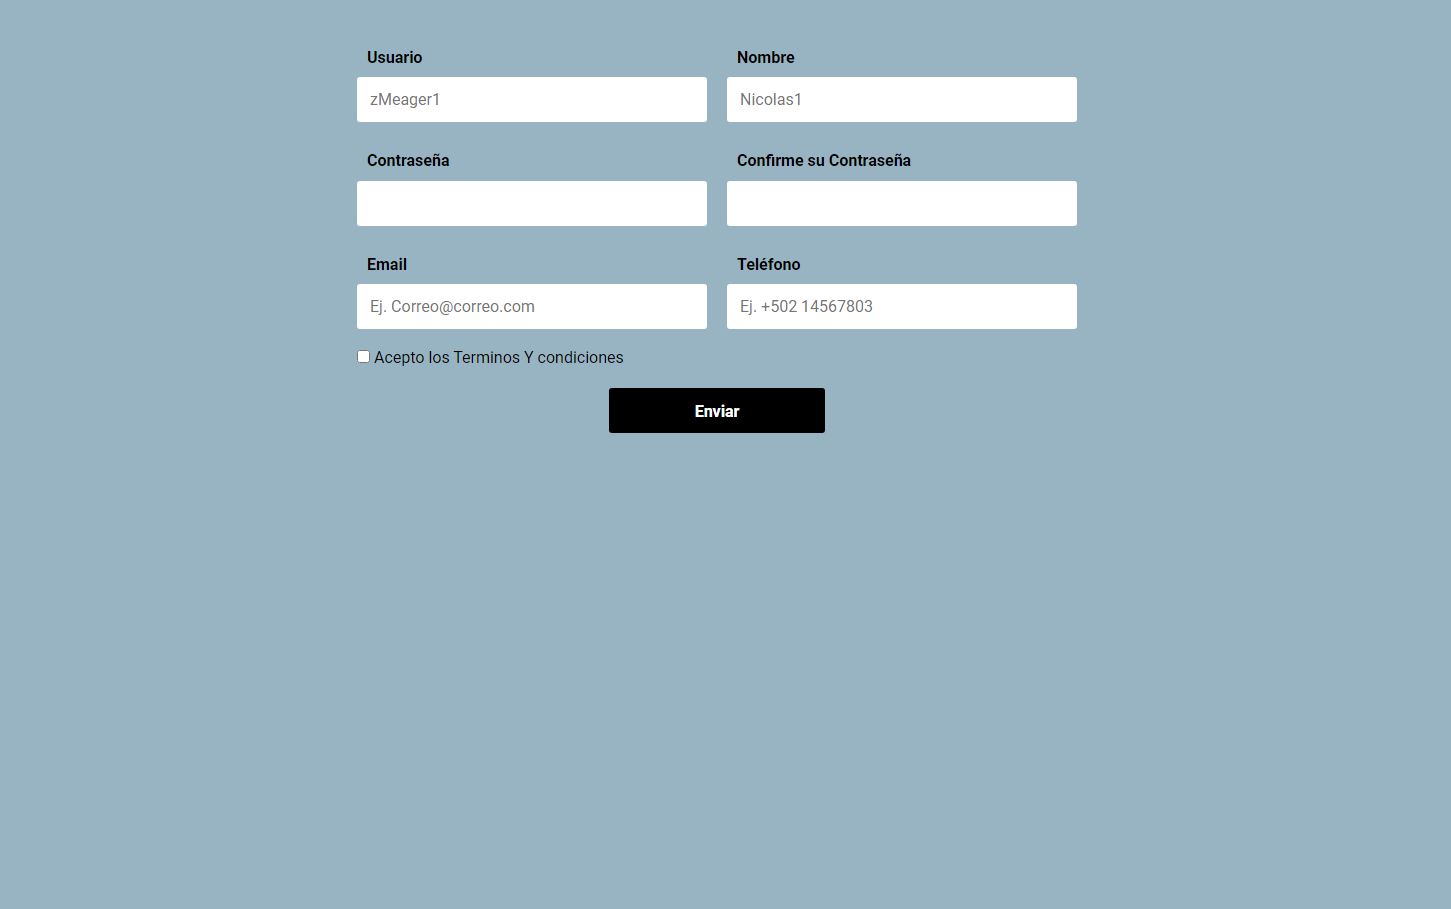 Usuario
Nombre
zMeager1
Nicolas1
Contraseña
Confirme su Contraseña
Email
Teléfono
Ej. Correo@correo.com
Ej. +502 14567803
Acepto los Terminos Y condiciones
Enviar